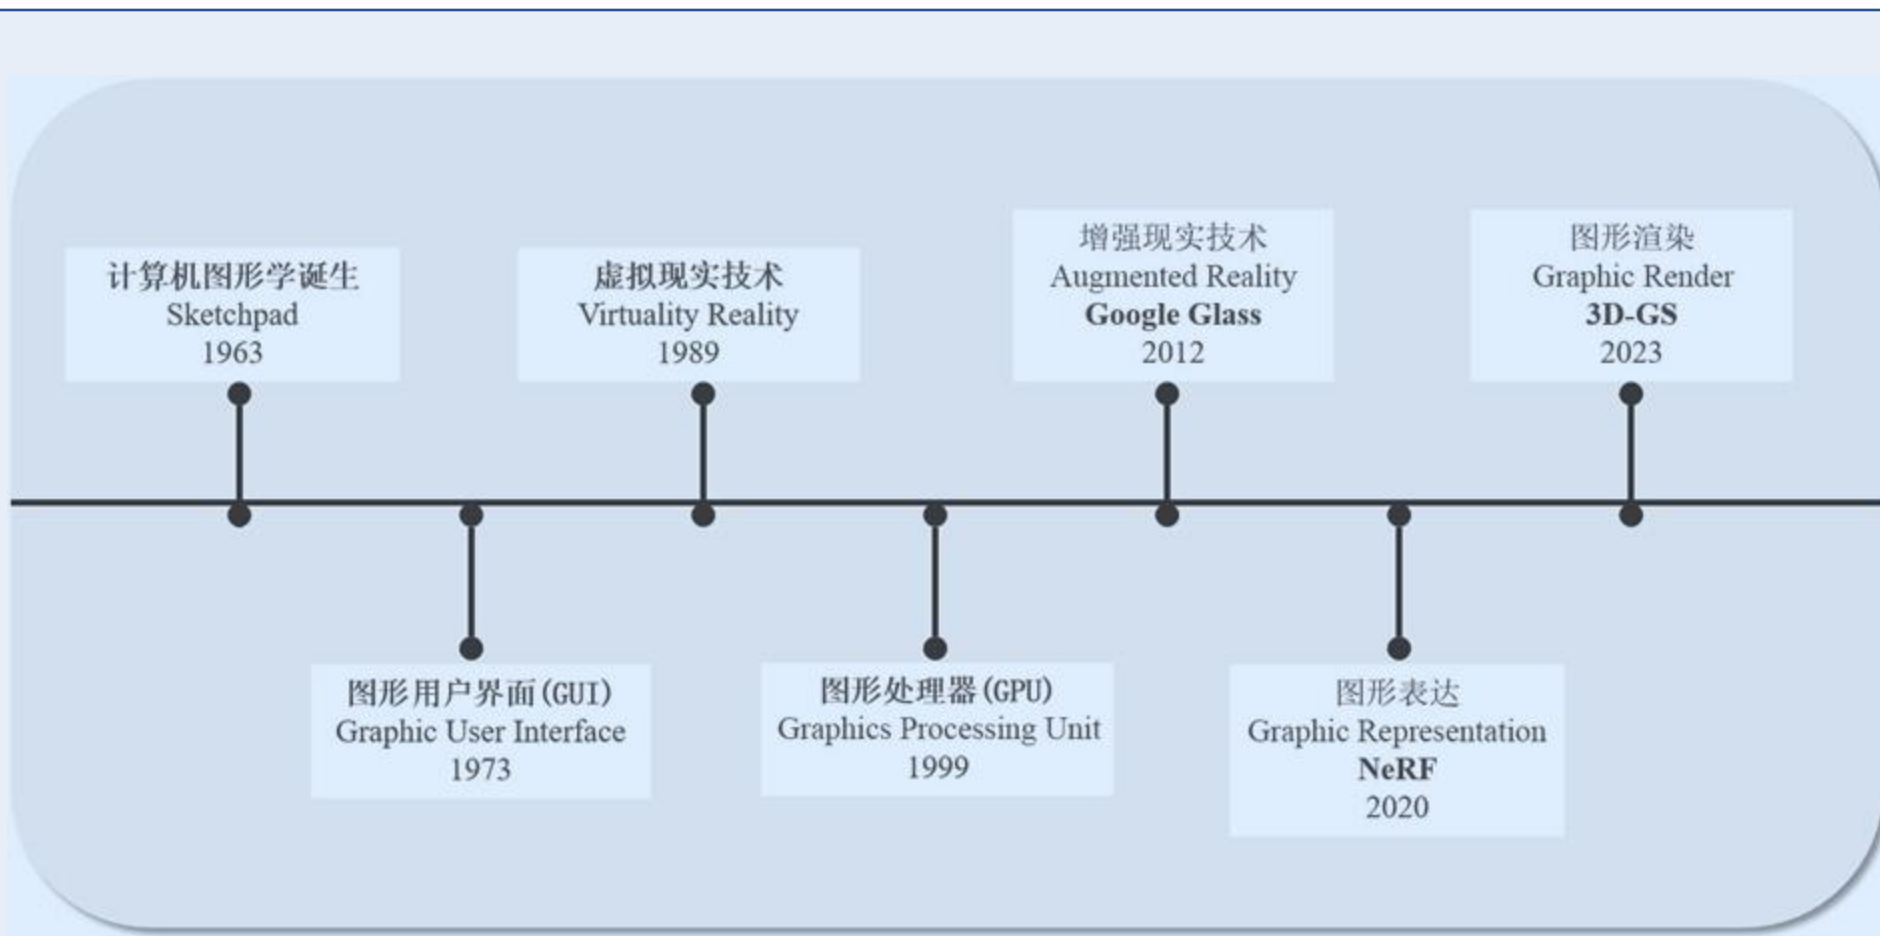 计算机图形学诞生
Sketchpad
1963
图形用户界面(GUI)
Graphic User Interface
1973
虚拟现实技术
Virtuality Reality
1989
图形处理器(GPU)
Graphics Processing Unit
1999
增强现实技术
Augmented Reality
Google Glass
2012
图形表达
Graphic Representation
NeRF
2020
图形渲染
Graphic Render
3D-GS
2023